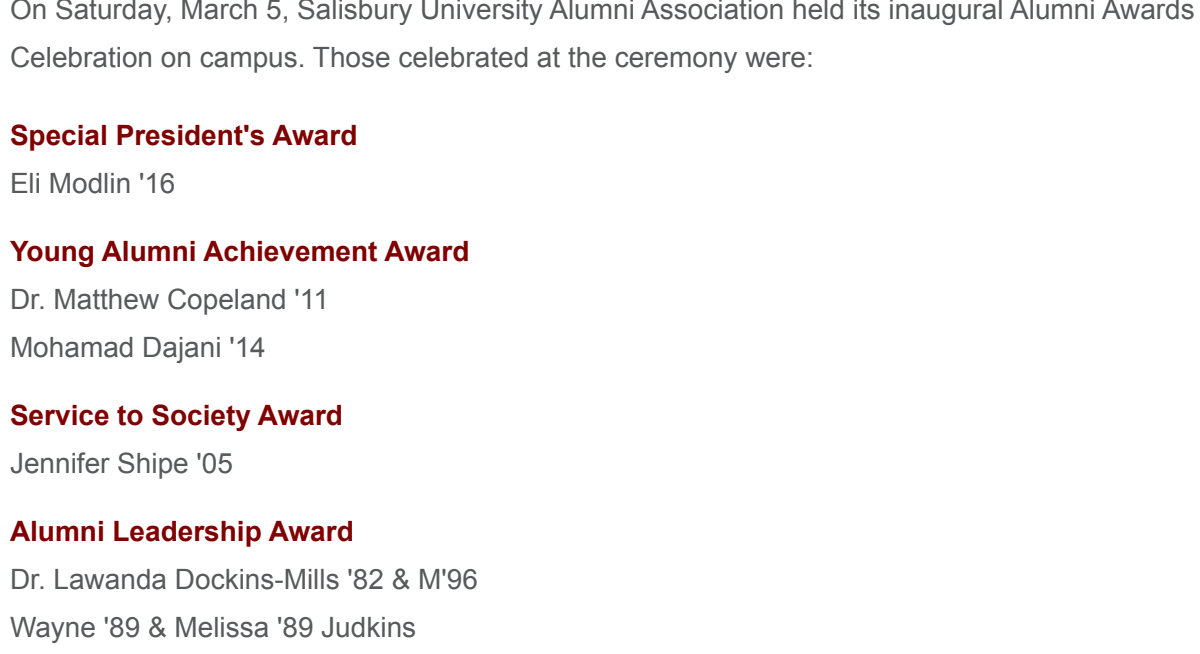 On Saturday, March 5, Salisbury University Alumni Association held its inaugural Alumni Awards
Celebration on campus. Those celebrated at the ceremony were:
Special President's Award
Eli Modlin '16
Young Alumni Achievement Award
Dr. Matthew Copeland '11
Mohamad Dajani '14
Service to Society Award
Jennifer Shipe '05
Alumni Leadership Award
Dr. Lawanda Dockins-Mills '82 & M'96
Wayne '89 & Melissa '89 Judkins